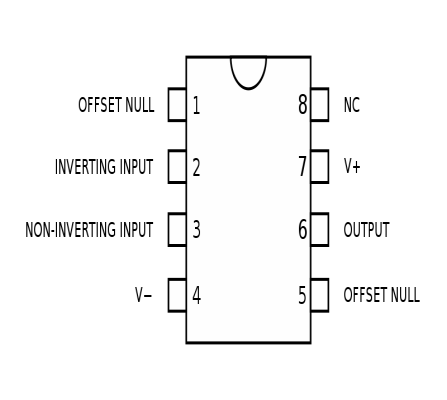 OFFSET NULL 1 8 NC
INVERTING INPUT 2 7 V+
NON-INVERTING INPUT 3 6 OUTPUT
V− 4 5 OFFSET NULL